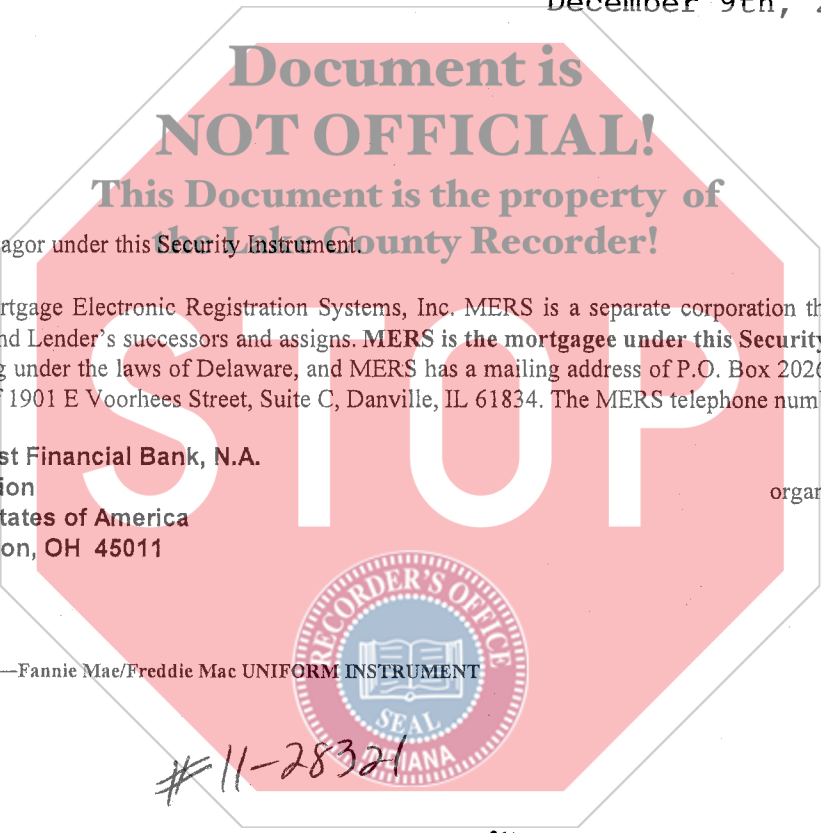 December 9th, 2
Document is
NOT OFFICIAL!
This Document is the property of
the Lake County Recorder!
agor under this Security Instrument.
rtgage Electronic Registration Systems, Inc. MERS is a separate corporation th
nd Lender's successors and assigns. MERS is the mortgagee under this Security
g under the laws of Delaware, and MERS has a mailing address of P.O. Box 2026
f 1901 E Voorhees Street, Suite C, Danville, IL 61834. The MERS telephone num
STOP
st Financial Bank, N.A.
ion
organ
tates of America
on, OH 45011
RECORDER'S OFFICE
SEAL
INDIANA
—Fannie Mae/Freddie Mac UNIFORM INSTRUMENT
#11-28321